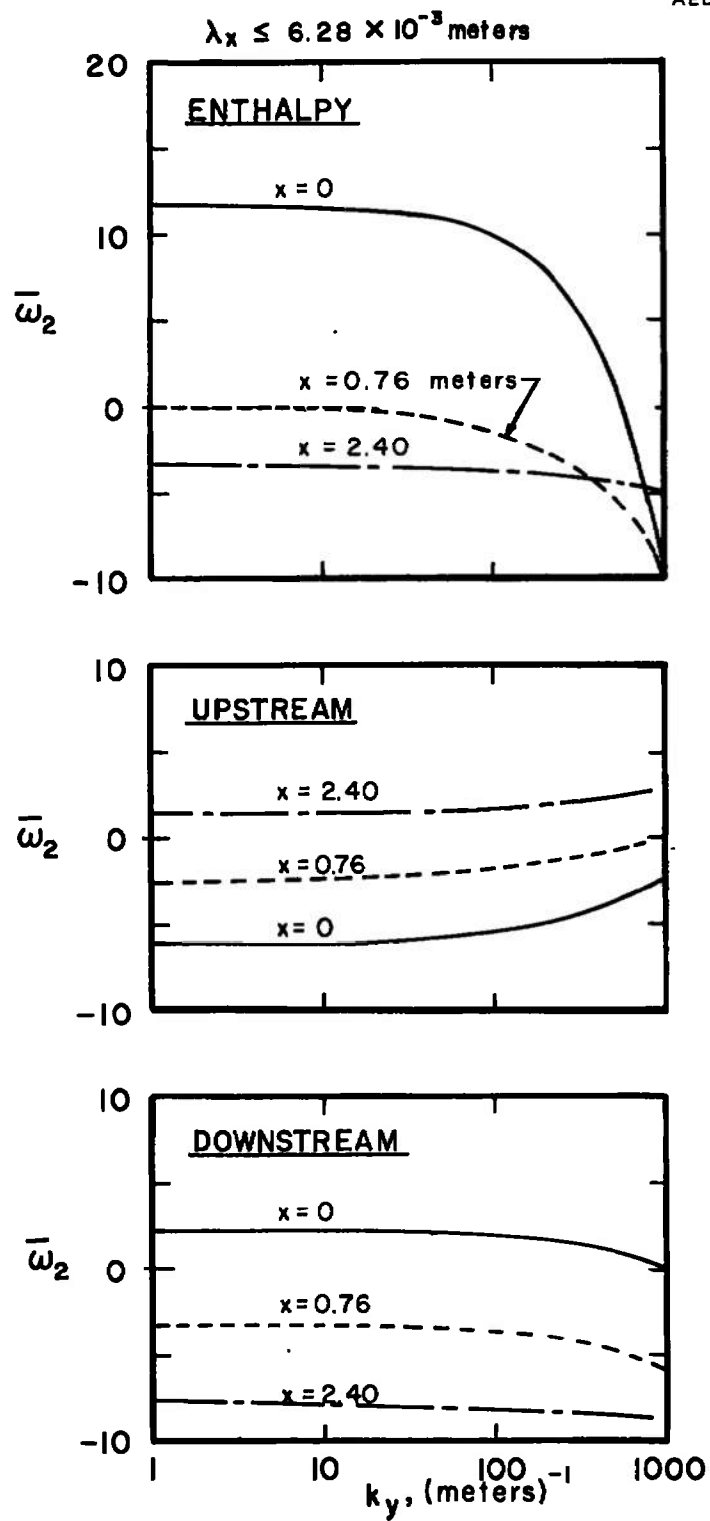 λx ≤ 6.28 × 10⁻³ meters
20
ENTHALPY
x = 0
10
ω̄₂
x = 0.76 meters
0
x = 2.40
-10
10
UPSTREAM
x = 2.40
ω̄₂
0
x = 0.76
x = 0
-10
10
DOWNSTREAM
x = 0
ω̄₂
0
x = 0.76
x = 2.40
-10
1 10 100 1000
ky, (meters)⁻¹